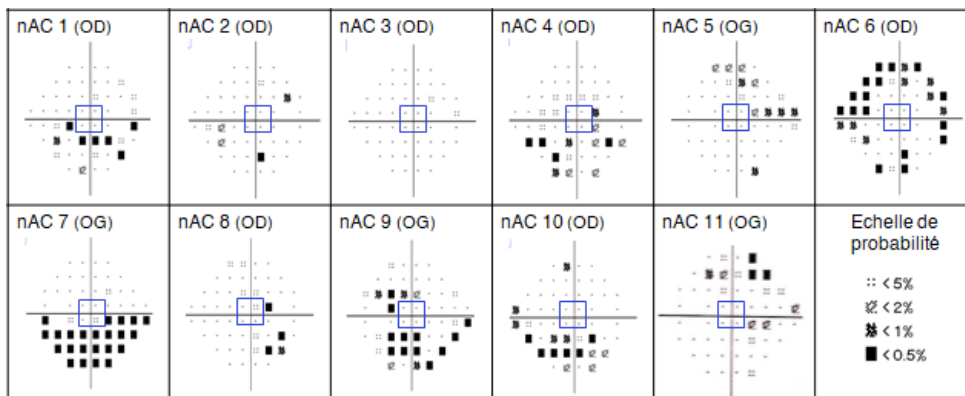 nAC 1 (OD)
nAC 2 (OD)
nAC 3 (OD)
nAC 4 (OD)
nAC 5 (OG)
nAC 6 (OD)
nAC 7 (OG)
nAC 8 (OD)
nAC 9 (OG)
nAC 10 (OD)
nAC 11 (OG)
Echelle de
probabilité
< 5%
< 2%
< 1%
< 0.5%